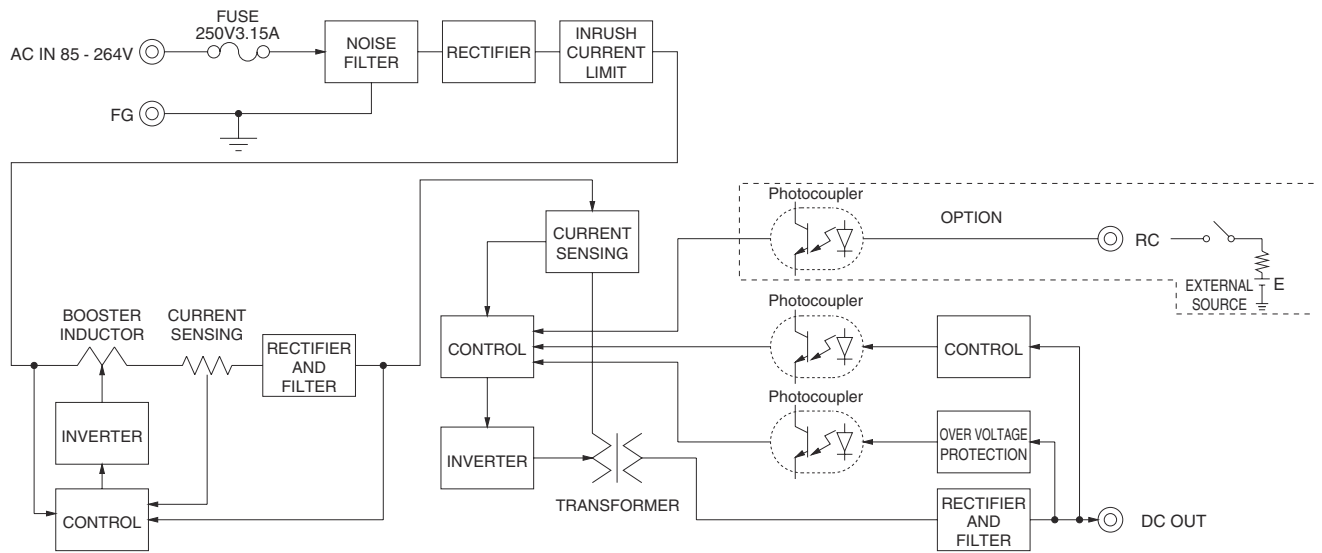 FUSE
250V3.15A
AC IN 85 - 264V
NOISE
FILTER
RECTIFIER
INRUSH
CURRENT
LIMIT
FG
Photocoupler
OPTION
RC
CURRENT
SENSING
EXTERNAL
SOURCE
E
BOOSTER
INDUCTOR
CURRENT
SENSING
RECTIFIER
AND
FILTER
CONTROL
Photocoupler
CONTROL
Photocoupler
INVERTER
INVERTER
OVER VOLTAGE
PROTECTION
TRANSFORMER
CONTROL
RECTIFIER
AND
FILTER
DC OUT